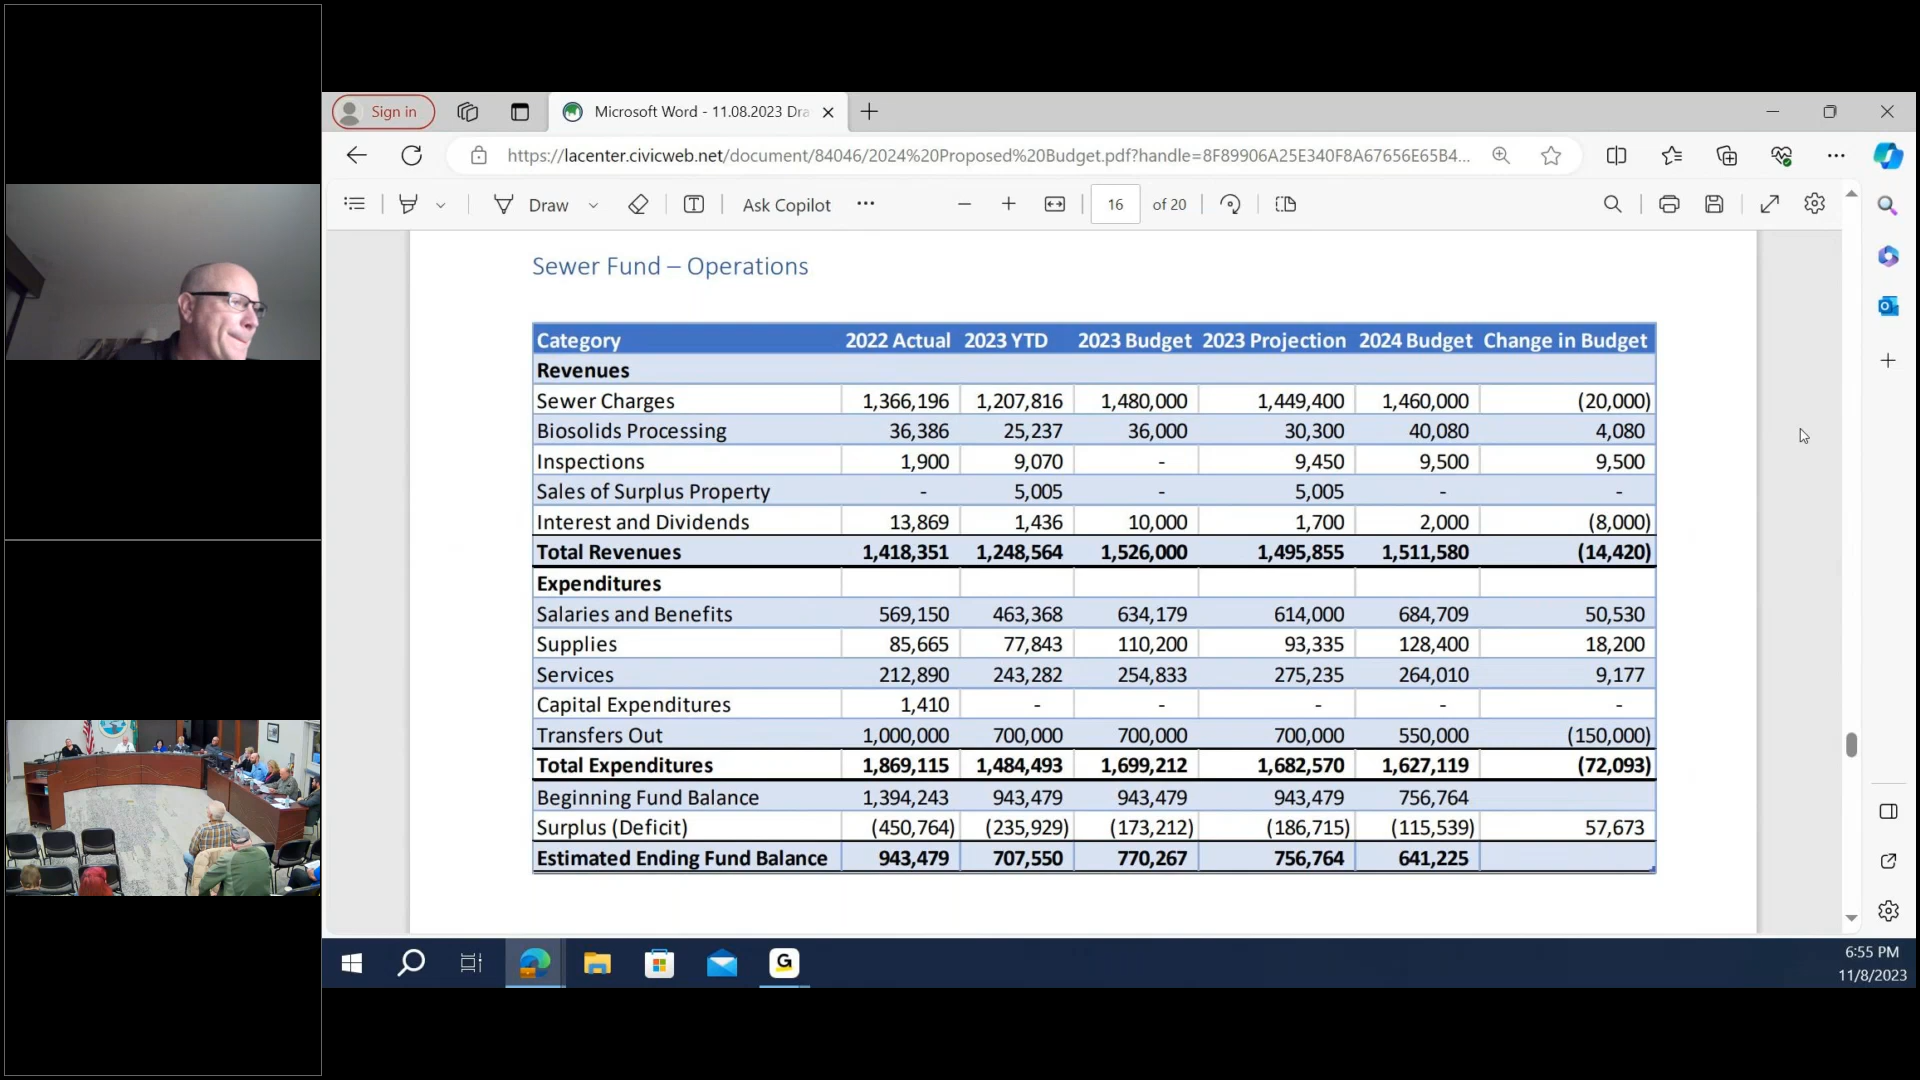 Sign in
Microsoft Word - 11.08.2023 Dra
https://lacenter.civicweb.net/document/84046/2024%20Proposed%20Budget.pdf?handle=8F89906A25E340F8A67656E65B4...
Draw Ask Copilot ... 16 of 20
Sewer Fund – Operations
Category 2022 Actual 2023 YTD 2023 Budget 2023 Projection 2024 Budget Change in Budget
Revenues
Sewer Charges 1,366,196 1,207,816 1,480,000 1,449,400 1,460,000 (20,000)
Biosolids Processing 36,386 25,237 36,000 30,300 40,080 4,080
Inspections 1,900 9,070 - 9,450 9,500 9,500
Sales of Surplus Property - 5,005 - 5,005 - -
Interest and Dividends 13,869 1,436 10,000 1,700 2,000 (8,000)
Total Revenues 1,418,351 1,248,564 1,526,000 1,495,855 1,511,580 (14,420)
Expenditures
Salaries and Benefits 569,150 463,368 634,179 614,000 684,709 50,530
Supplies 85,665 77,843 110,200 93,335 128,400 18,200
Services 212,890 243,282 254,833 275,235 264,010 9,177
Capital Expenditures 1,410 - - - - -
Transfers Out 1,000,000 700,000 700,000 700,000 550,000 (150,000)
Total Expenditures 1,869,115 1,484,493 1,699,212 1,682,570 1,627,119 (72,093)
Beginning Fund Balance 1,394,243 943,479 943,479 943,479 756,764
Surplus (Deficit) (450,764) (235,929) (173,212) (186,715) (115,539) 57,673
Estimated Ending Fund Balance 943,479 707,550 770,267 756,764 641,225
G
6:55 PM
11/8/2023